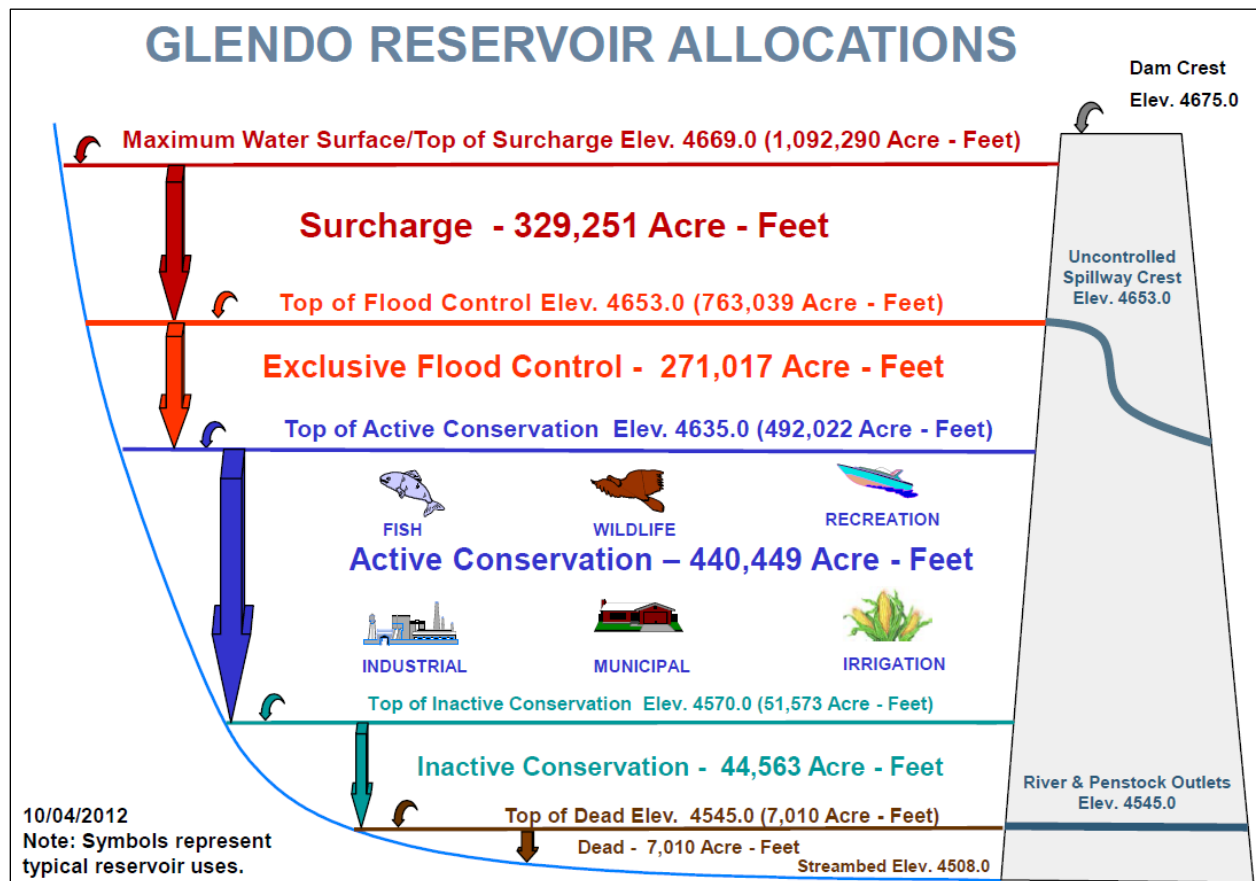 GLENDO RESERVOIR ALLOCATIONS
Dam Crest
Elev. 4675.0
Maximum Water Surface/Top of Surcharge Elev. 4669.0 (1,092,290 Acre - Feet)
Surcharge - 329,251 Acre - Feet
Uncontrolled
Spillway Crest
Elev. 4653.0
Top of Flood Control Elev. 4653.0 (763,039 Acre - Feet)
Exclusive Flood Control - 271,017 Acre - Feet
Top of Active Conservation Elev. 4635.0 (492,022 Acre - Feet)
FISH
WILDLIFE
RECREATION
Active Conservation – 440,449 Acre - Feet
INDUSTRIAL
MUNICIPAL
IRRIGATION
Top of Inactive Conservation Elev. 4570.0 (51,573 Acre - Feet)
Inactive Conservation - 44,563 Acre - Feet
River & Penstock Outlets
Elev. 4545.0
Top of Dead Elev. 4545.0 (7,010 Acre - Feet)
Dead - 7,010 Acre - Feet
Streambed Elev. 4508.0
10/04/2012
Note: Symbols represent
typical reservoir uses.